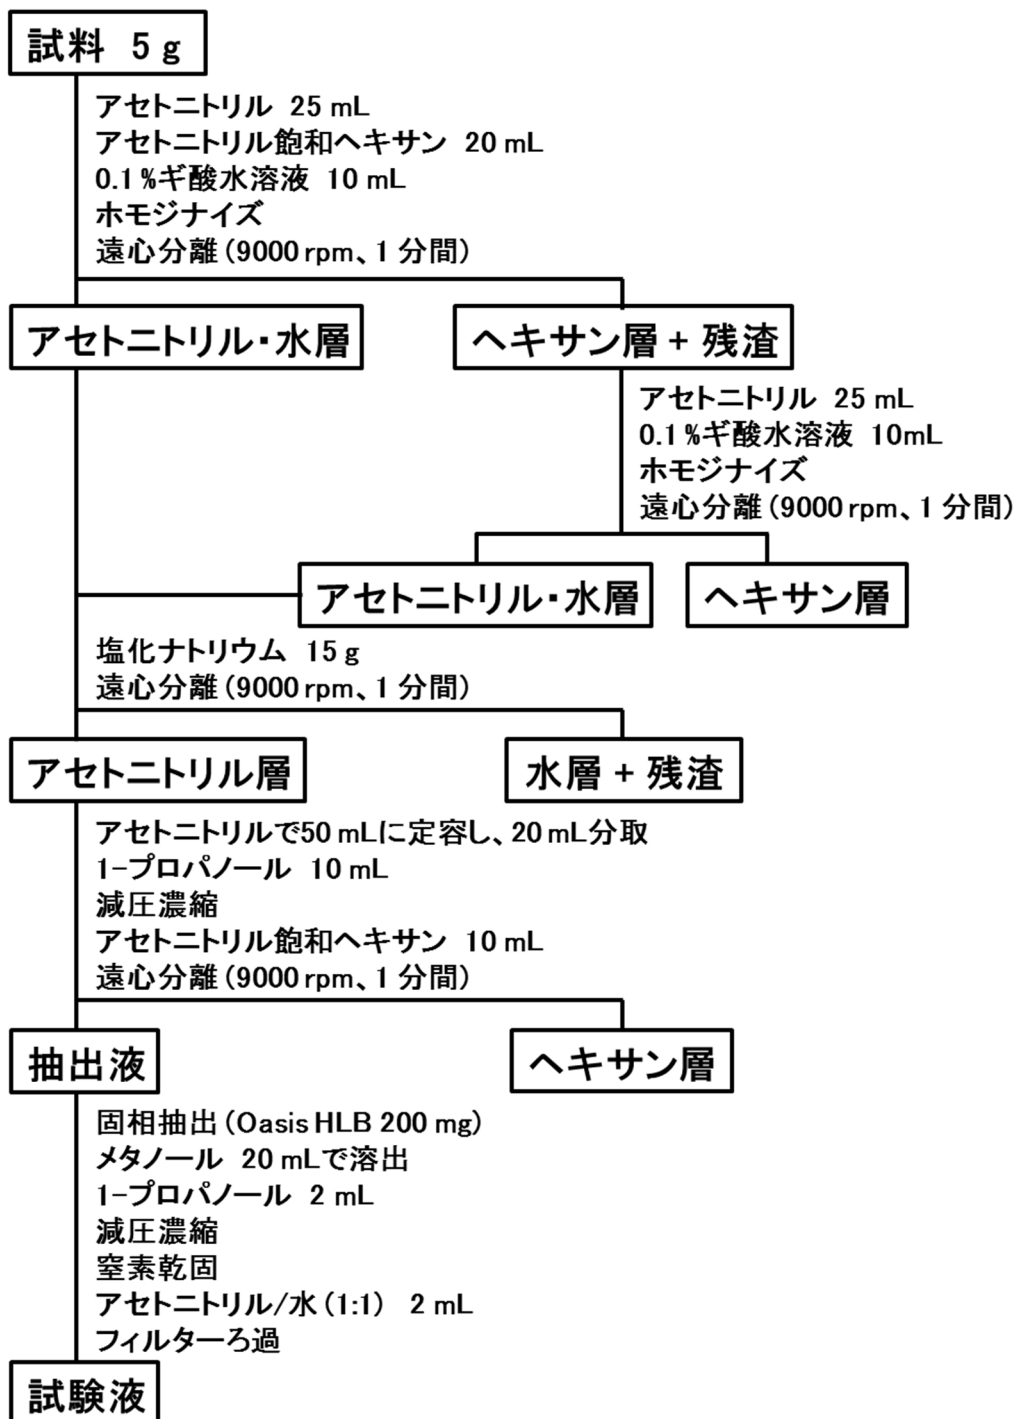 試料 5 g
アセトニトリル 25 mL
アセトニトリル飽和ヘキサン 20 mL
0.1%ギ酸水溶液 10 mL
ホモジナイズ
遠心分離(9000 rpm、1 分間)
アセトニトリル・水層
ヘキサン層 + 残渣
アセトニトリル 25 mL
0.1%ギ酸水溶液 10mL
ホモジナイズ
遠心分離(9000 rpm、1 分間)
アセトニトリル・水層
ヘキサン層
塩化ナトリウム 15 g
遠心分離(9000 rpm、1 分間)
アセトニトリル層
水層 + 残渣
アセトニトリルで50 mLに定容し、20 mL分取
1-プロパノール 10 mL
減圧濃縮
アセトニトリル飽和ヘキサン 10 mL
遠心分離(9000 rpm、1 分間)
抽出液
ヘキサン層
固相抽出(Oasis HLB 200 mg)
メタノール 20 mLで溶出
1-プロパノール 2 mL
減圧濃縮
窒素乾固
アセトニトリル/水(1:1) 2 mL
フィルターろ過
試験液